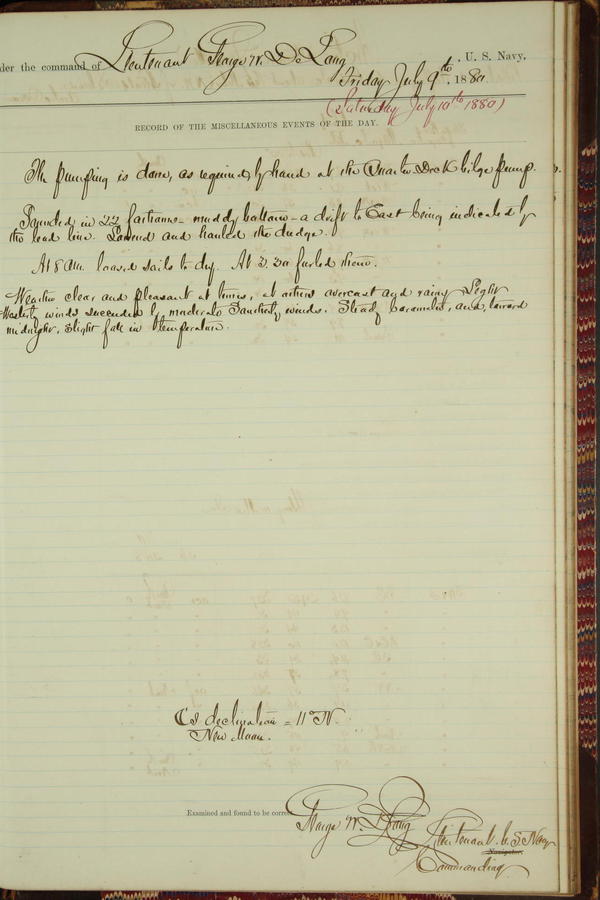 der the command of Lieutenant George W. De Long, U. S. Navy,
Friday July 9th, 1880.
(Saturday July 10th 1880)
RECORD OF THE MISCELLANEOUS EVENTS OF THE DAY.
The pumping is done, as required, by hand at the Quarter Deck bilge pump.
Sounded in 22 fathoms – muddy bottom – a drift to East being indicated by
the lead line. Lowered and hauled the dredge.
At 8 AM. loosed sails to dry. At 3.30 furled them.
Weather clear and pleasant at times, at others overcast and rainy. Light
Westerly winds succeeded by moderate Southerly winds. Steady barometer, and, toward
midnight, slight fall in temperature.
☾s declination = 11° N.
New Moon.
Examined and found to be correct.
George W. De Long Lieutenant U.S. Navy
Navigator.
Commanding